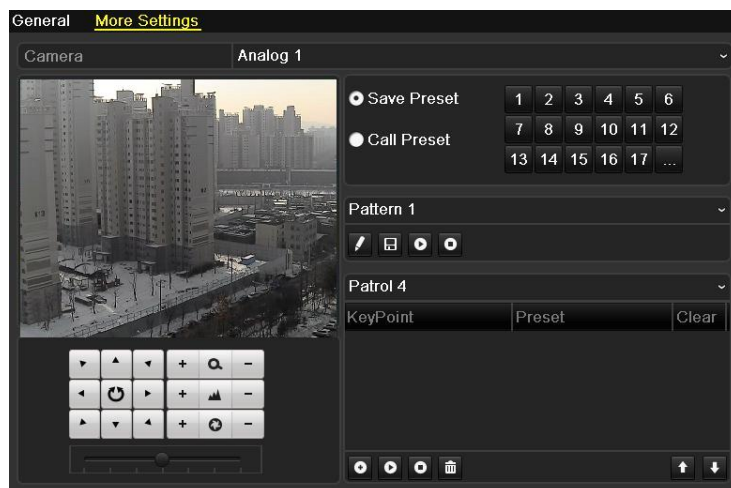 General More Settings
Camera Analog 1
Save Preset
Call Preset
1 2 3 4 5 6
7 8 9 10 11 12
13 14 15 16 17 ...
Pattern 1
Patrol 4
KeyPoint Preset Clear
+ -
+ -
+ -